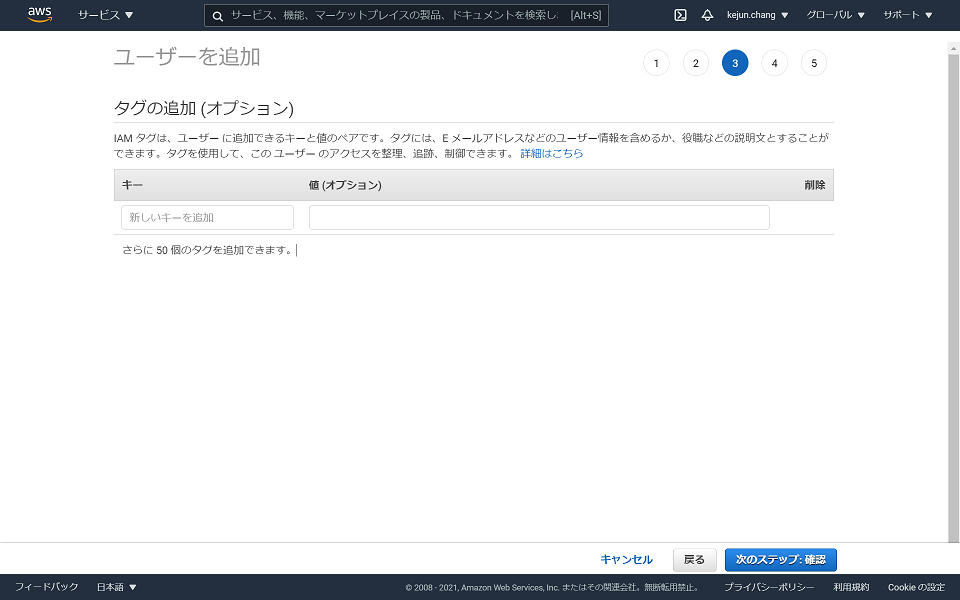 aws サービス サービス、機能、マーケットプレイスの製品、ドキュメントを検索し [Alt+S] kejun.chang グローバル サポート
ユーザーを追加
1 2 3 4 5
タグの追加 (オプション)
IAM タグは、ユーザー に追加できるキーと値のペアです。タグには、E メールアドレスなどのユーザー情報を含めるか、役職などの説明文とすることが
できます。タグを使用して、この ユーザー のアクセスを整理、追跡、制御できます。 詳細はこちら
キー 値 (オプション) 削除
新しいキーを追加
さらに 50 個のタグを追加できます。
キャンセル 戻る 次のステップ: 確認
フィードバック 日本語 © 2008 - 2021, Amazon Web Services, Inc. またはその関連会社。無断転用禁止。 プライバシーポリシー 利用規約 Cookie の設定